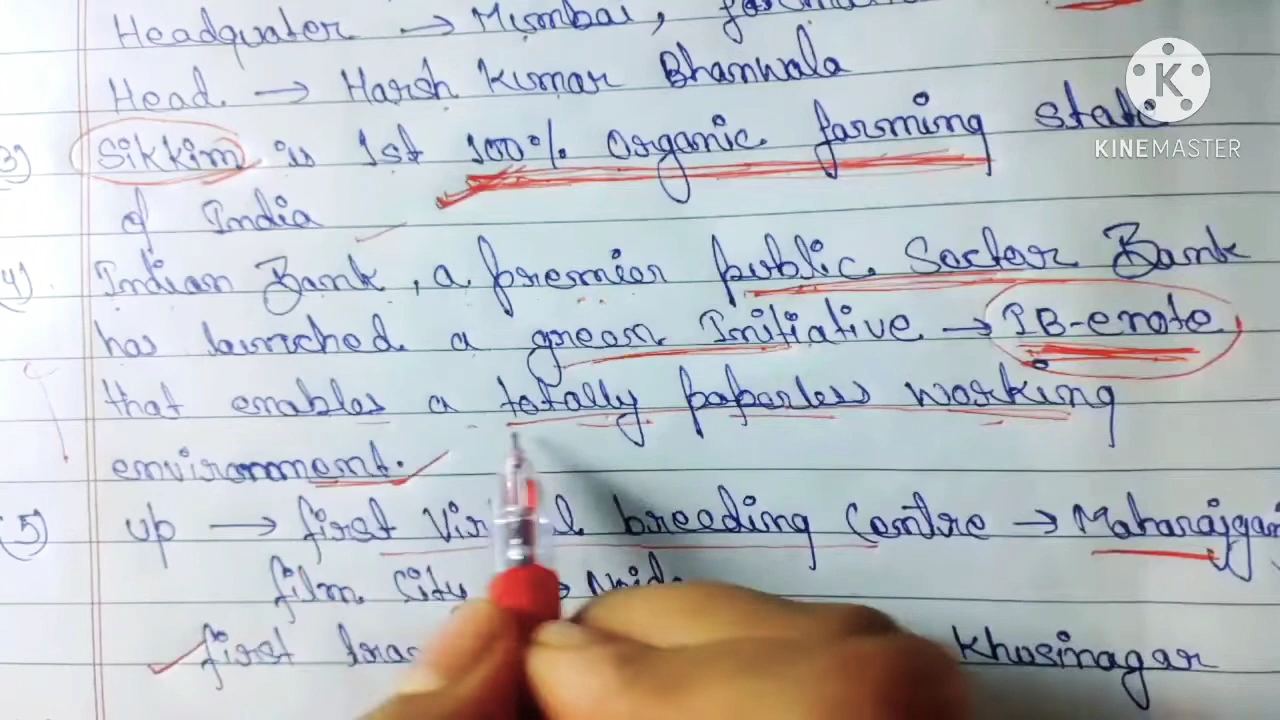 Headquater → Mumbai,
Head → Harsh Kumar Bhanwala
3) Sikkim is 1st 100% Organic farming state
K
KINEMASTER
of India
4) Indian Bank, a premier public Sector Bank
has launched a green Initiative → IB-enote
that enables a totally paperless working
environment.
5) UP → first breeding Centre → Maharajganj
film City
first Khusinagar